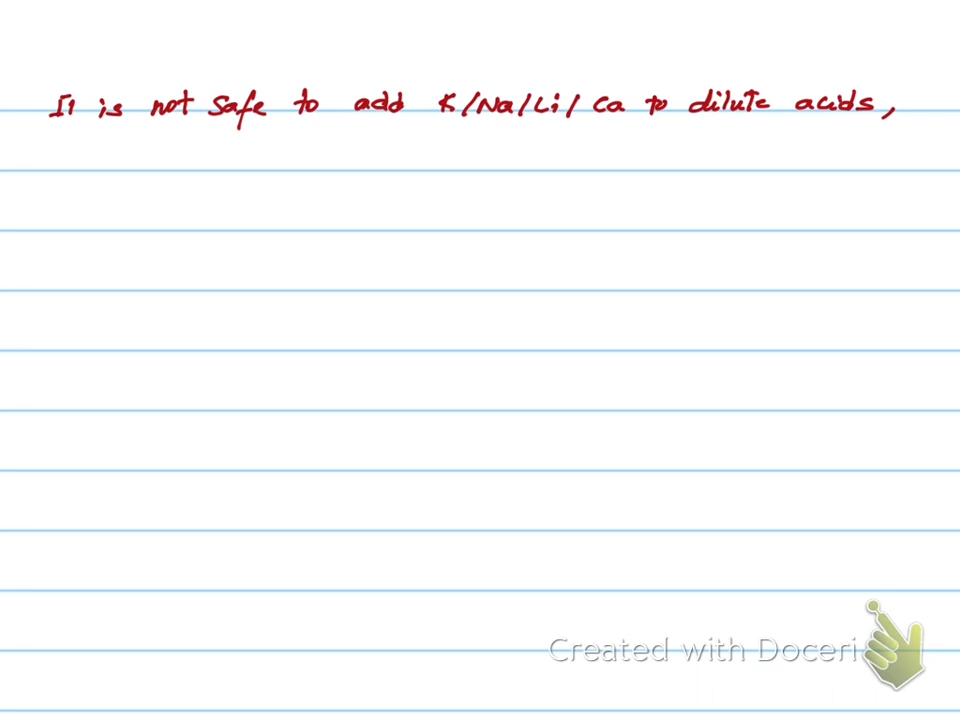 It is not safe to add K/Na/Li/Ca to dilute acids,
Created with Doceri